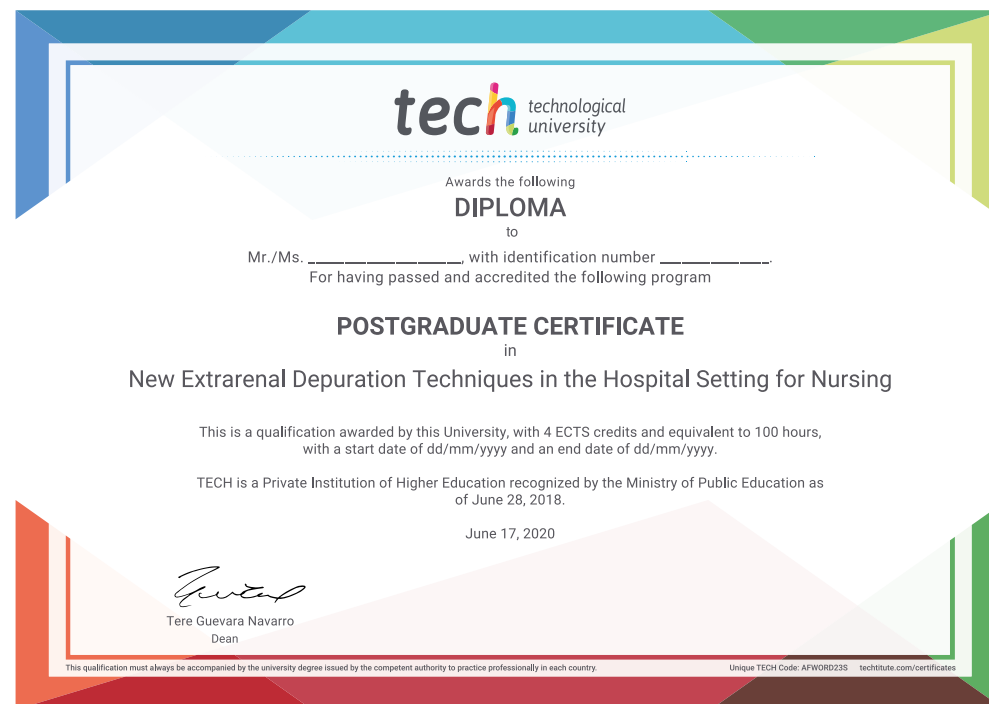 tech technological
university
Awards the following
DIPLOMA
to
Mr./Ms. ____________________, with identification number ______________.
For having passed and accredited the following program
POSTGRADUATE CERTIFICATE
in
New Extrarenal Depuration Techniques in the Hospital Setting for Nursing
This is a qualification awarded by this University, with 4 ECTS credits and equivalent to 100 hours,
with a start date of dd/mm/yyyy and an end date of dd/mm/yyyy.
TECH is a Private Institution of Higher Education recognized by the Ministry of Public Education as
of June 28, 2018.
June 17, 2020
Tere Guevara Navarro
Dean
This qualification must always be accompanied by the university degree issued by the competent authority to practice professionally in each country.
Unique TECH Code: AFWORD23S techtitute.com/certificates